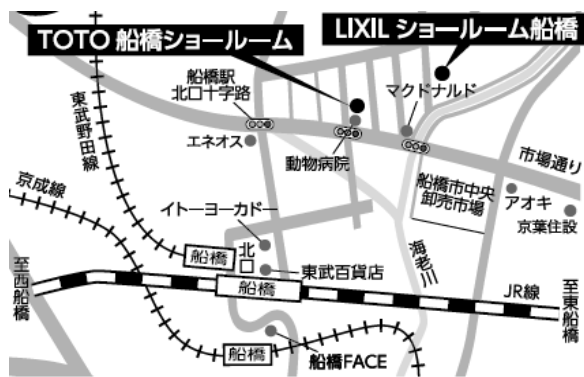 TOTO 船橋ショールーム
LIXIL ショールーム船橋
船橋駅
北口十字路
マクドナルド
東武野田線
エネオス
動物病院
市場通り
京成線
船橋市中央
卸売市場
アオキ
京葉住設
イトーヨーカドー
海老川
船橋
北口
東武百貨店
至西船橋
船橋
JR線
至東船橋
船橋
船橋FACE